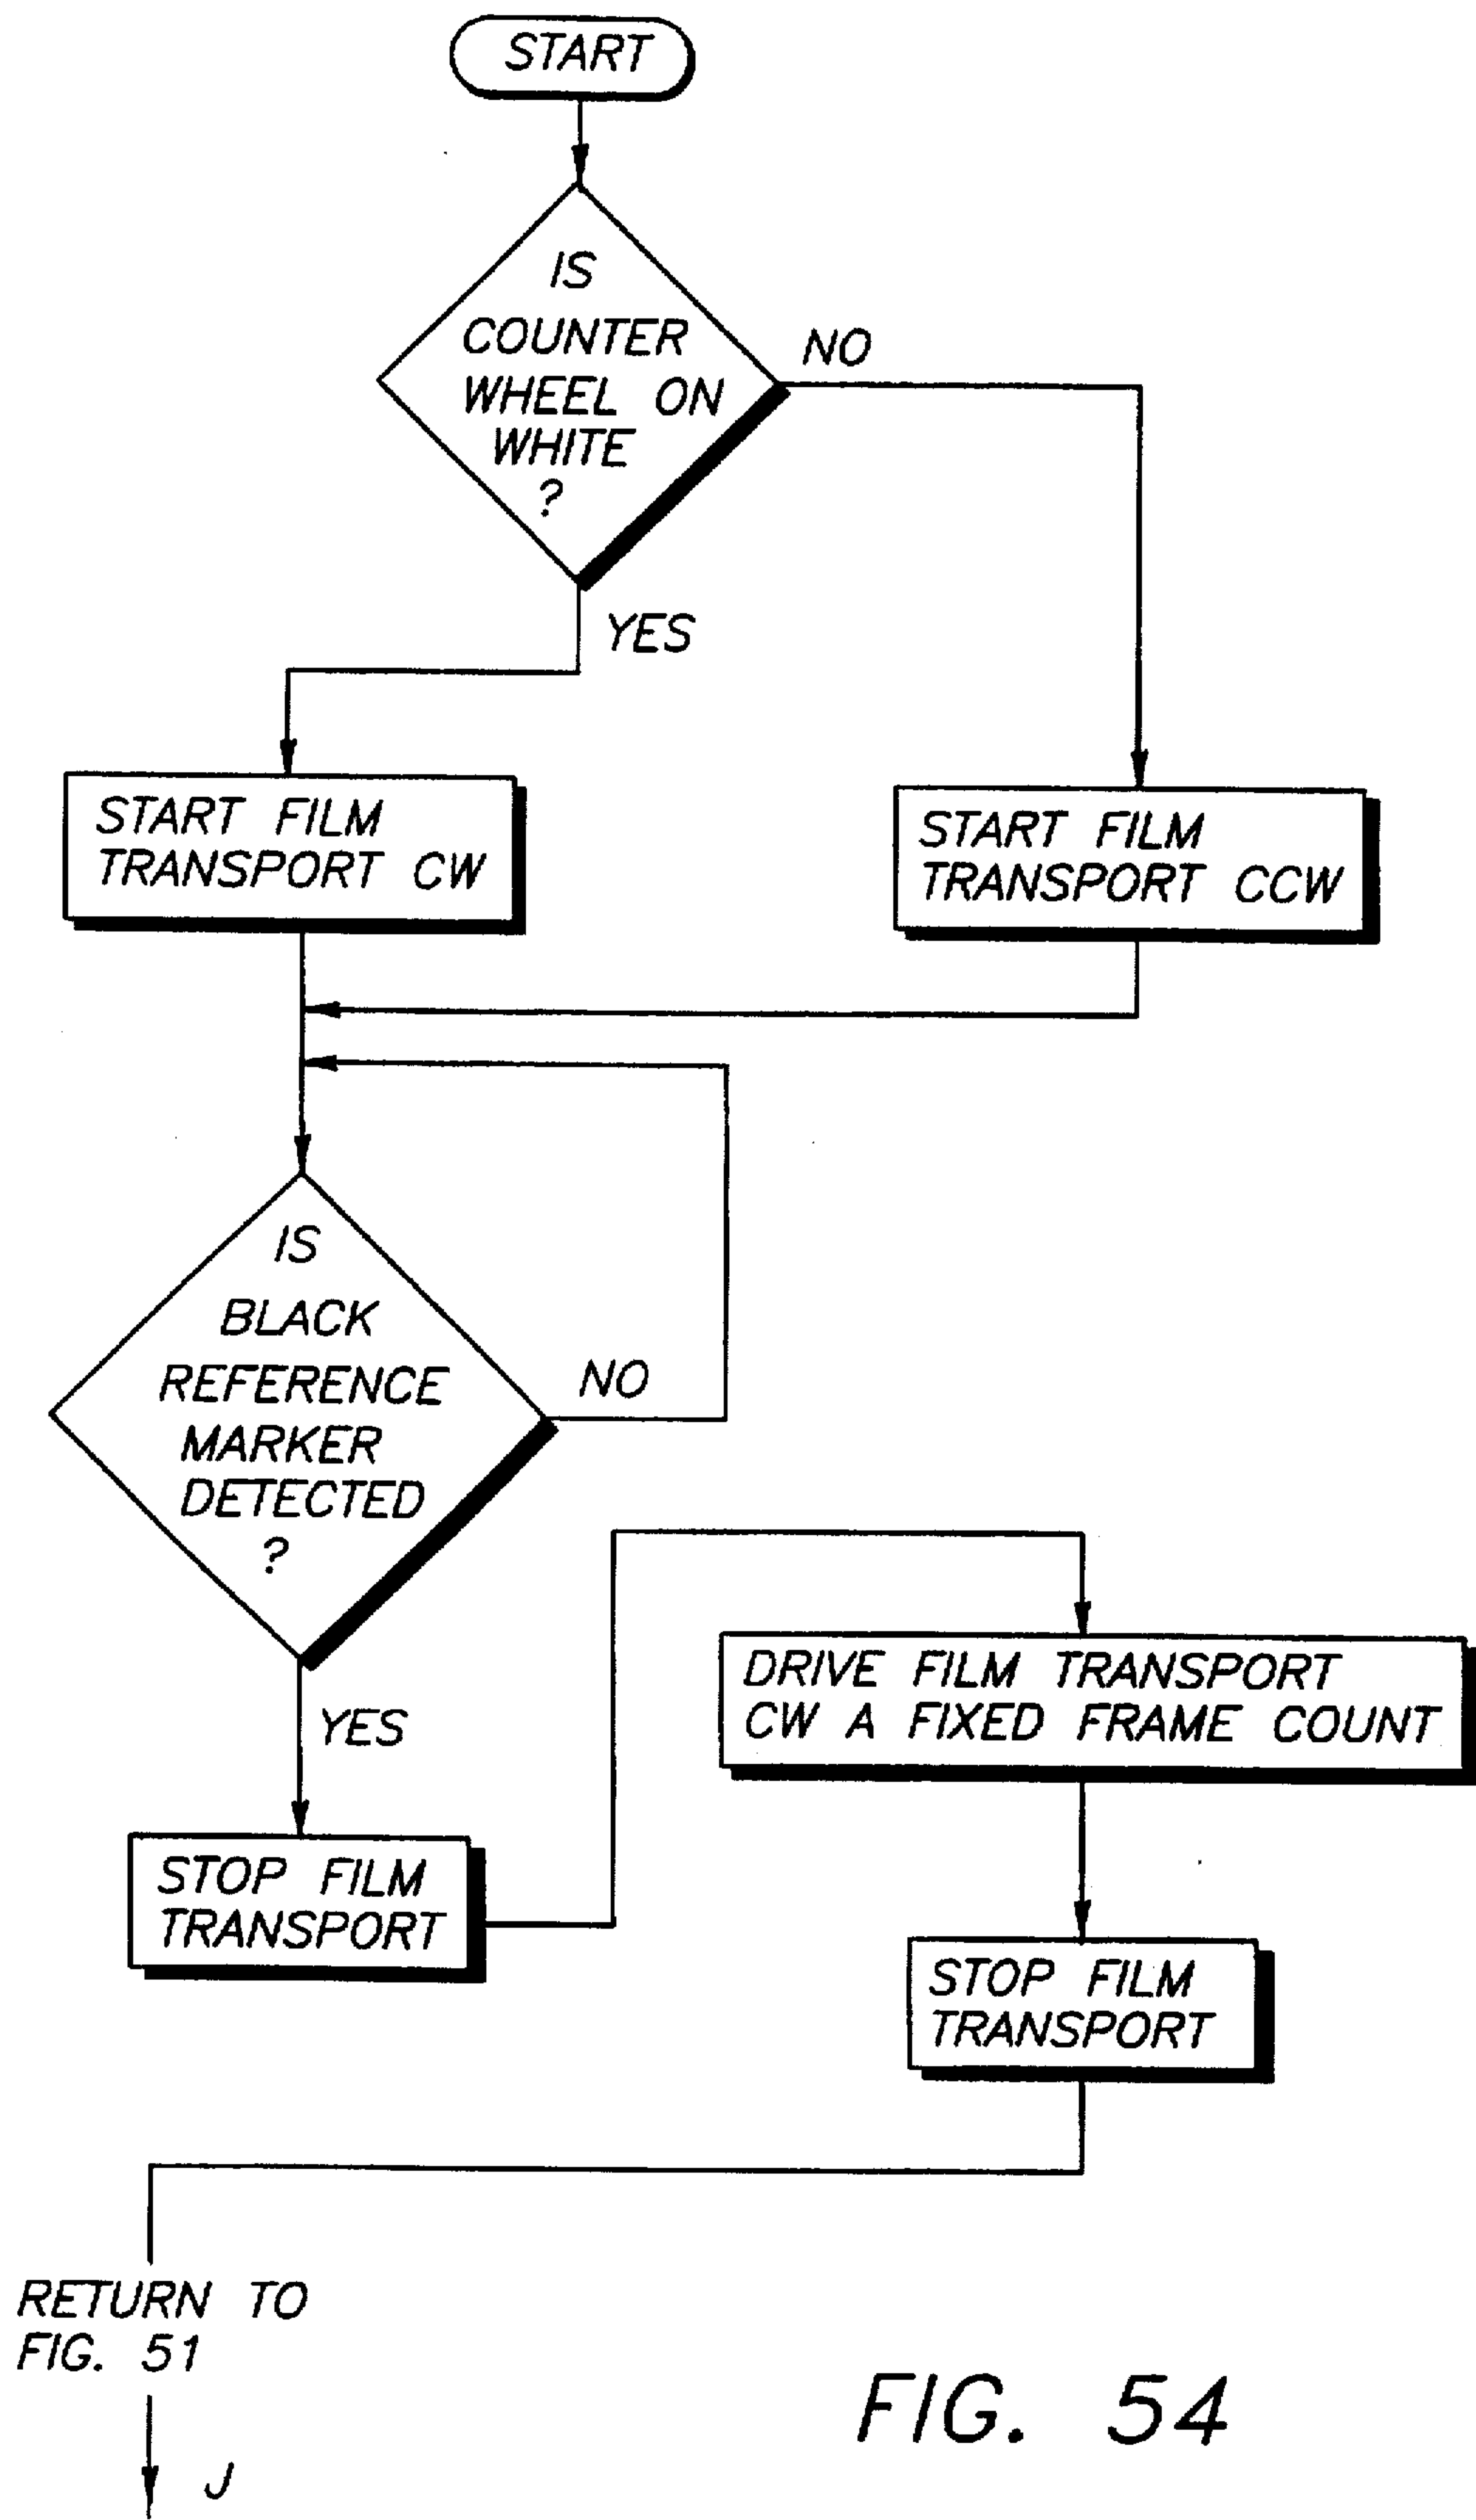 START
IS
COUNTER
WHEEL ON
WHITE
?
NO
YES
START FILM
TRANSPORT CW
START FILM
TRANSPORT CCW
IS
BLACK
REFERENCE
MARKER
DETECTED
?
NO
YES
DRIVE FILM TRANSPORT
CW A FIXED FRAME COUNT
STOP FILM
TRANSPORT
STOP FILM
TRANSPORT
RETURN TO
FIG. 51
J
FIG. 54